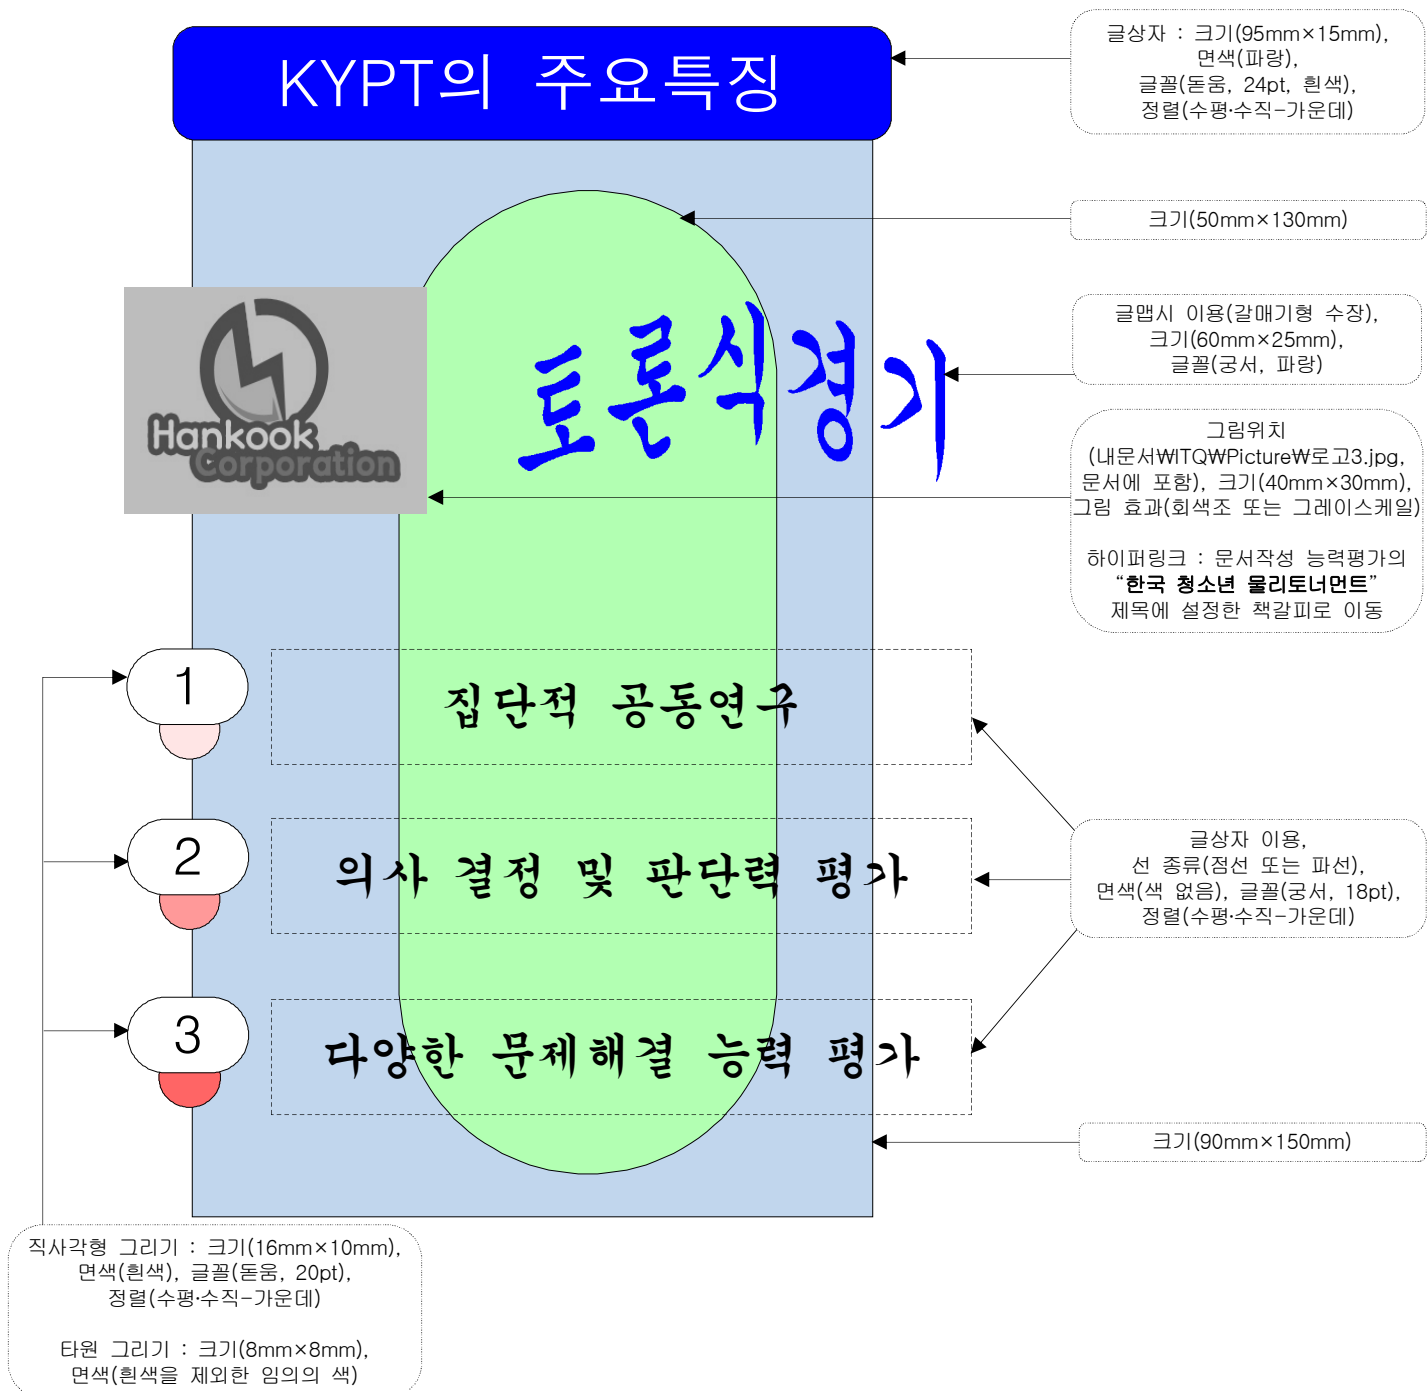 KYPT의 주요특징
글상자 : 크기(95mm×15mm),
면색(파랑),
글꼴(돋움, 24pt, 흰색),
정렬(수평·수직-가운데)
크기(50mm×130mm)
토론식경기
글맵시 이용(갈매기형 수장),
크기(60mm×25mm),
글꼴(궁서, 파랑)
Hankook
Corporation
그림위치
(내문서₩ITQ₩Picture₩로고3.jpg,
문서에 포함), 크기(40mm×30mm),
그림 효과(회색조 또는 그레이스케일)
하이퍼링크 : 문서작성 능력평가의
“한국 청소년 물리토너먼트”
제목에 설정한 책갈피로 이동
1
집단적 공동연구
2
의사 결정 및 판단력 평가
글상자 이용,
선 종류(점선 또는 파선),
면색(색 없음), 글꼴(궁서, 18pt),
정렬(수평·수직-가운데)
3
다양한 문제해결 능력 평가
크기(90mm×150mm)
직사각형 그리기 : 크기(16mm×10mm),
면색(흰색), 글꼴(돋움, 20pt),
정렬(수평·수직-가운데)
타원 그리기 : 크기(8mm×8mm),
면색(흰색을 제외한 임의의 색)